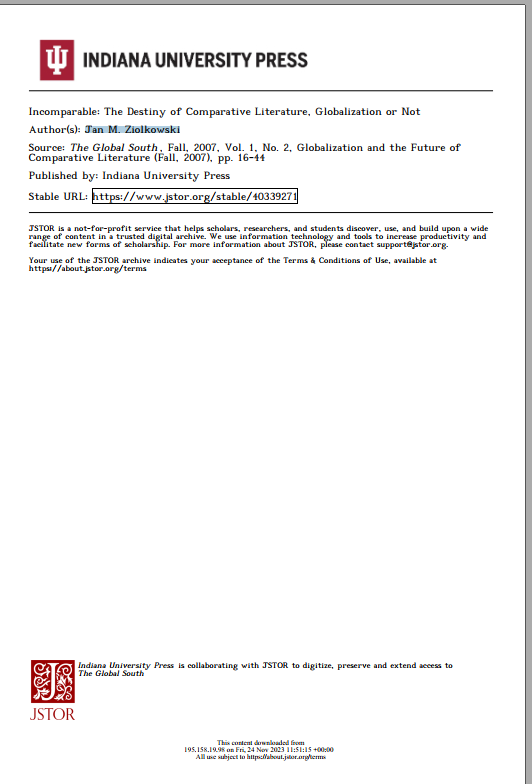 INDIANA UNIVERSITY PRESS
Incomparable: The Destiny of Comparative Literature, Globalization or Not
Author(s): Jan M. Ziolkowski
Source: The Global South, Fall, 2007, Vol. 1, No. 2, Globalization and the Future of
Comparative Literature (Fall, 2007), pp. 16-44
Published by: Indiana University Press
Stable URL: https://www.jstor.org/stable/40339271
JSTOR is a not-for-profit service that helps scholars, researchers, and students discover, use, and build upon a wide
range of content in a trusted digital archive. We use information technology and tools to increase productivity and
facilitate new forms of scholarship. For more information about JSTOR, please contact support@jstor.org.
Your use of the JSTOR archive indicates your acceptance of the Terms & Conditions of Use, available at
https://about.jstor.org/terms
Indiana University Press is collaborating with JSTOR to digitize, preserve and extend access to
The Global South
JSTOR
This content downloaded from
195.158.19.98 on Fri, 24 Nov 2023 11:51:15 +00:00
All use subject to https://about.jstor.org/terms